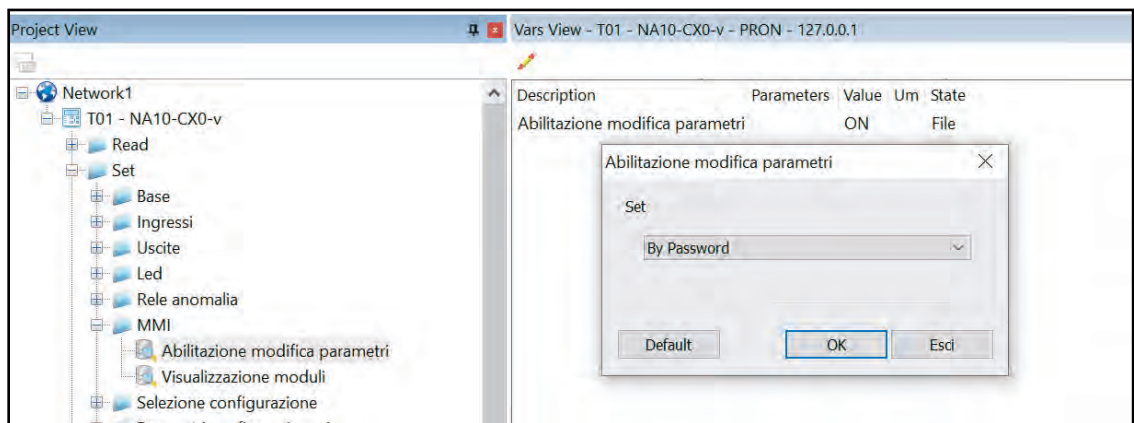 Project View
Network1
T01 - NA10-CX0-v
Read
Set
Base
Ingressi
Uscite
Led
Rele anomalia
MMI
Abilitazione modifica parametri
Visualizzazione moduli
Selezione configurazione
Vars View - T01 - NA10-CX0-v - PRON - 127.0.0.1
Description Parameters Value Um State
Abilitazione modifica parametri ON File
Abilitazione modifica parametri
Set
By Password
Default OK Esci